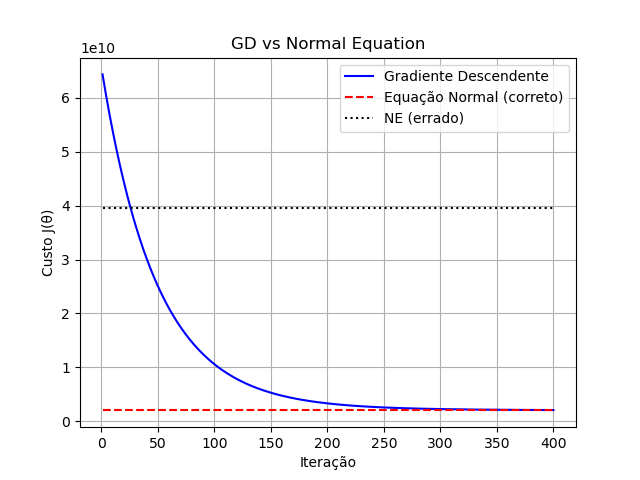 GD vs Normal Equation
1e10
Gradiente Descendente
Equação Normal (correto)
NE (errado)
6
5
4
3
2
1
0
Custo J(θ)
0 50 100 150 200 250 300 350 400
Iteração